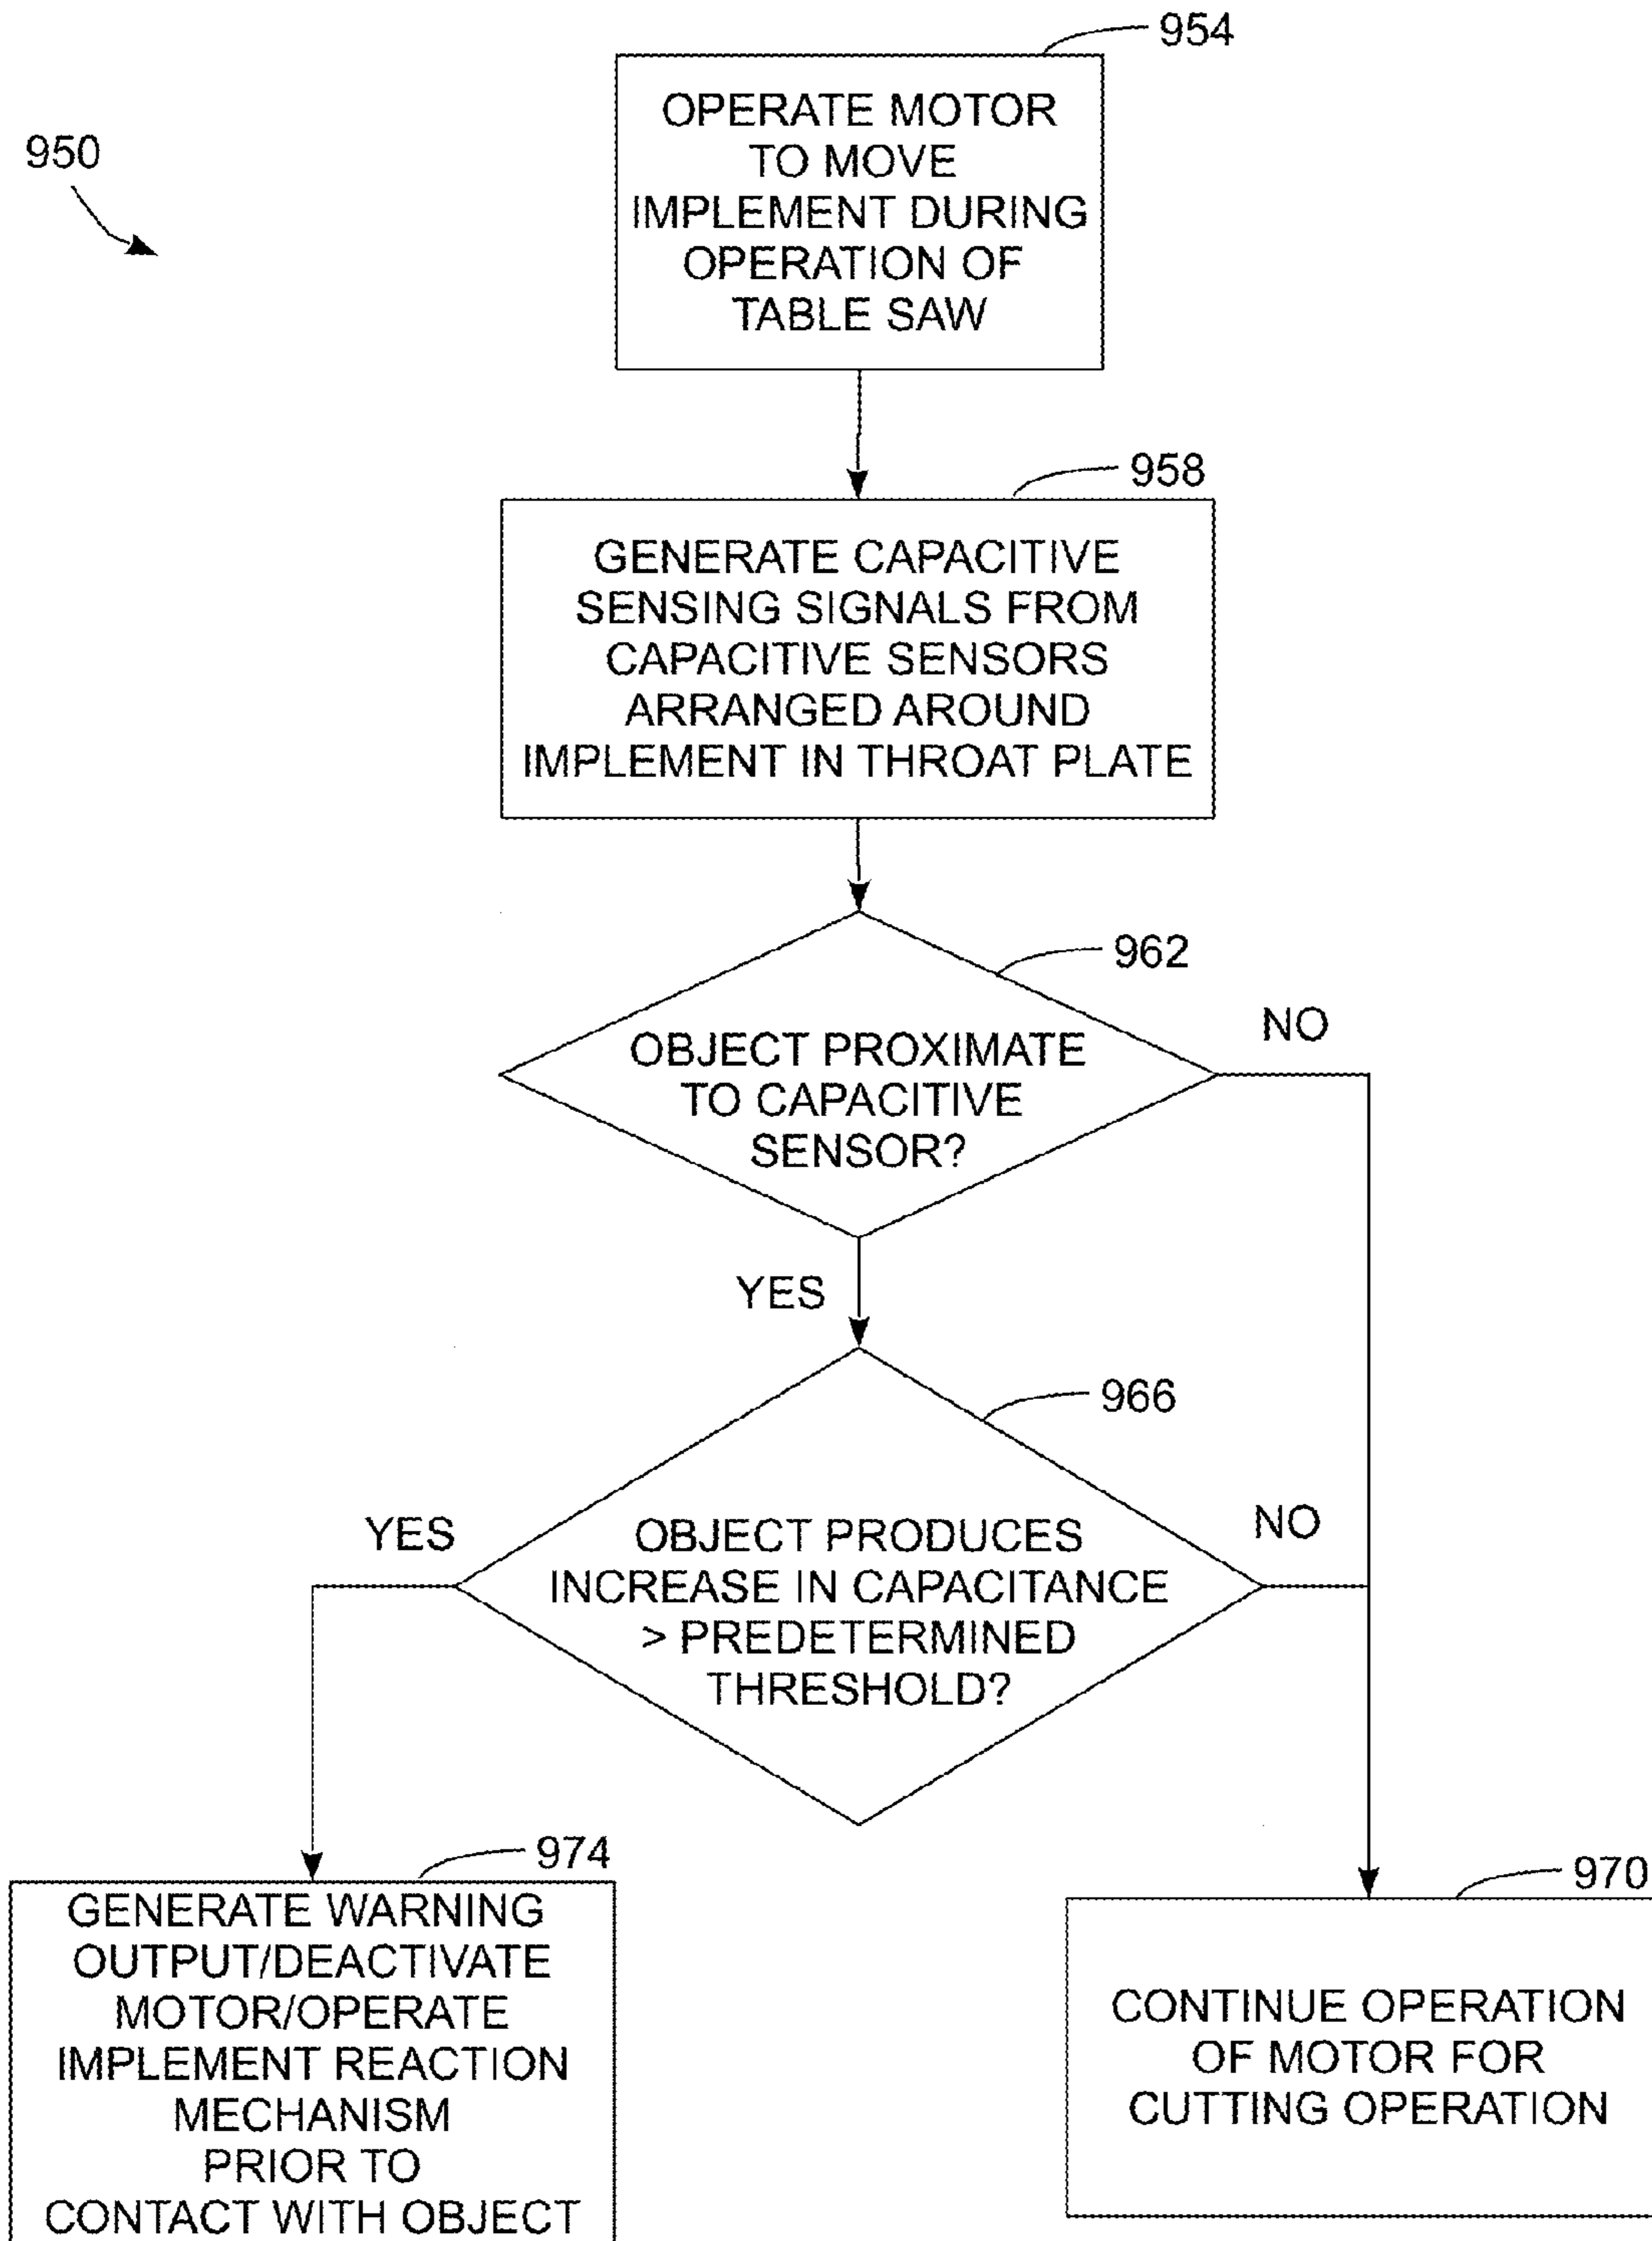 954
950
OPERATE MOTOR
TO MOVE
IMPLEMENT DURING
OPERATION OF
TABLE SAW
958
GENERATE CAPACITIVE
SENSING SIGNALS FROM
CAPACITIVE SENSORS
ARRANGED AROUND
IMPLEMENT IN THROAT PLATE
962
NO
OBJECT PROXIMATE
TO CAPACITIVE
SENSOR?
YES
966
YES
NO
OBJECT PRODUCES
INCREASE IN CAPACITANCE
> PREDETERMINED
THRESHOLD?
974
GENERATE WARNING
OUTPUT/DEACTIVATE
MOTOR/OPERATE
IMPLEMENT REACTION
MECHANISM
PRIOR TO
CONTACT WITH OBJECT
970
CONTINUE OPERATION
OF MOTOR FOR
CUTTING OPERATION